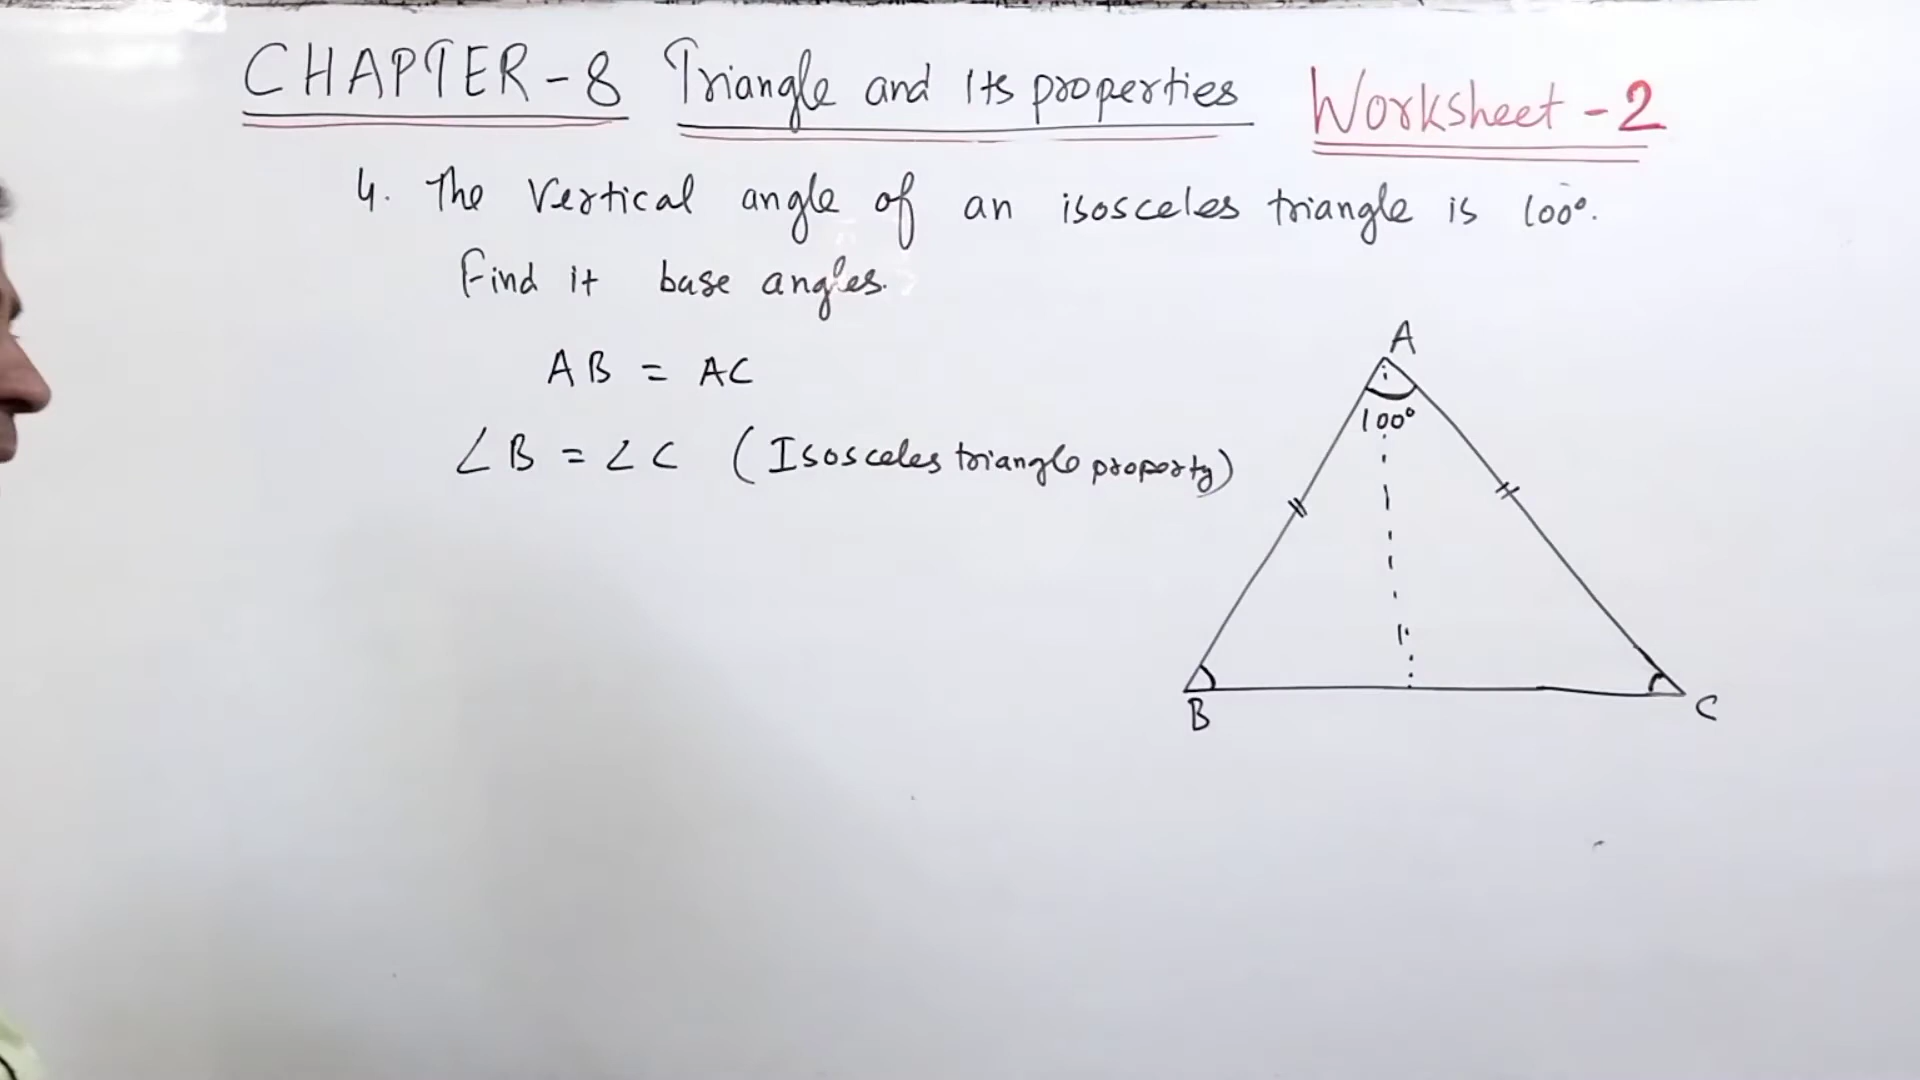 CHAPTER-8 Triangle and Its properties Worksheet-2
4. The Vertical angle of an isosceles triangle is 100°.
Find it base angles.
AB = AC
∠B = ∠C (Isosceles triangle property)
A
100°
B
C